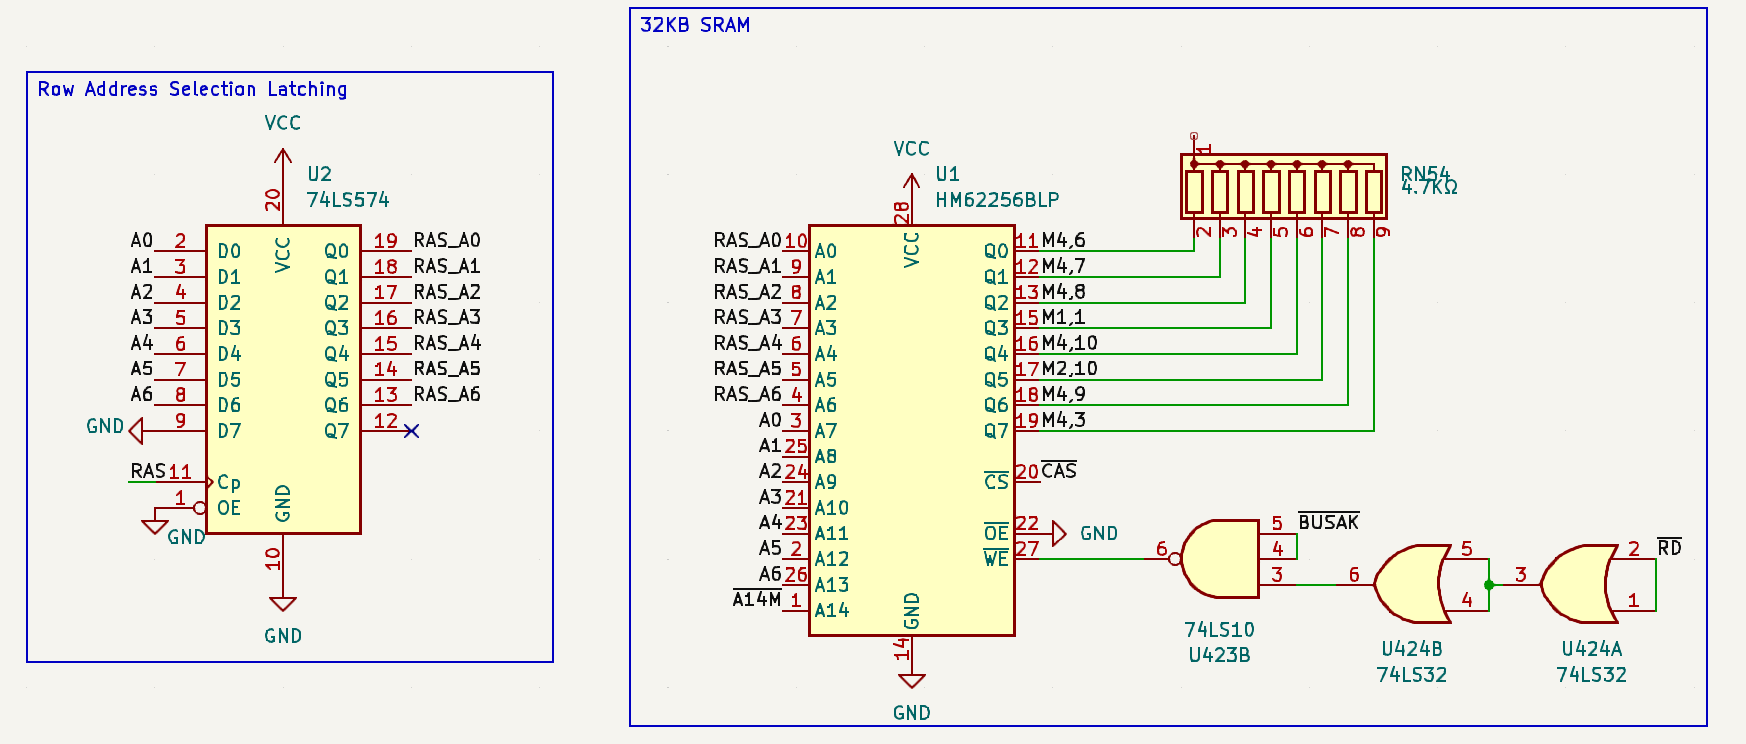 Row Address Selection Latching
VCC
U2
74LS574
20
VCC
A0 2 D0 Q0 19 RAS_A0
A1 3 D1 Q1 18 RAS_A1
A2 4 D2 Q2 17 RAS_A2
A3 5 D3 Q3 16 RAS_A3
A4 6 D4 Q4 15 RAS_A4
A5 7 D5 Q5 14 RAS_A5
A6 8 D6 Q6 13 RAS_A6
GND 9 D7 Q7 12
RAS 11 Cp
1 OE
GND
GND
10
GND
32KB SRAM
VCC
U1
HM62256BLP
28
VCC
RAS_A0 10 A0 Q0 11 M4,6
RAS_A1 9 A1 Q1 12 M4,7
RAS_A2 8 A2 Q2 13 M4,8
RAS_A3 7 A3 Q3 15 M1,1
RAS_A4 6 A4 Q4 16 M4,10
RAS_A5 5 A5 Q5 17 M2,10
RAS_A6 4 A6 Q6 18 M4,9
A0 3 A7 Q7 19 M4,3
A1 25 A8
A2 24 A9 CS 20 CAS
A3 21 A10
A4 23 A11 OE 22 GND
A5 2 A12 WE 27
A6 26 A13
A14M 1 A14
GND
14
GND
1
RN54
4.7KΩ
2 3 4 5 6 7 8 9
6 5 BUSAK
4
3
74LS10
U423B
6 5
4
U424B
74LS32
3 2 RD
1
U424A
74LS32